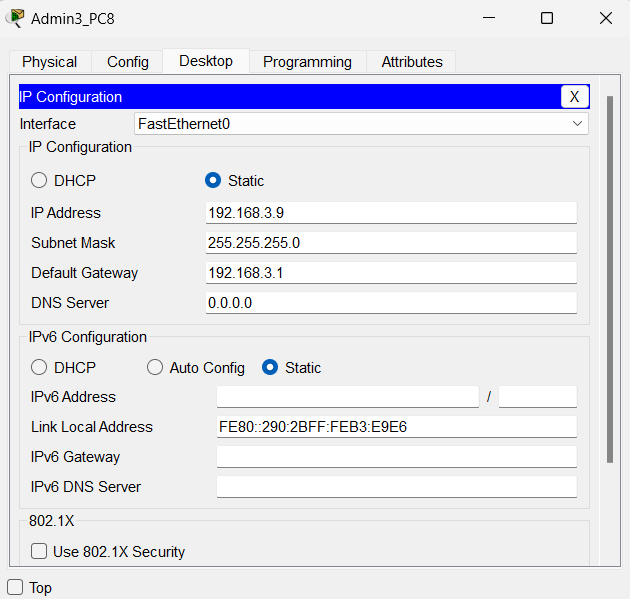 Admin3_PC8
Physical Config Desktop Programming Attributes
IP Configuration X
Interface FastEthernet0
IP Configuration
DHCP Static
IP Address 192.168.3.9
Subnet Mask 255.255.255.0
Default Gateway 192.168.3.1
DNS Server 0.0.0.0
IPv6 Configuration
DHCP Auto Config Static
IPv6 Address /
Link Local Address FE80::290:2BFF:FEB3:E9E6
IPv6 Gateway
IPv6 DNS Server
802.1X
Use 802.1X Security
Top